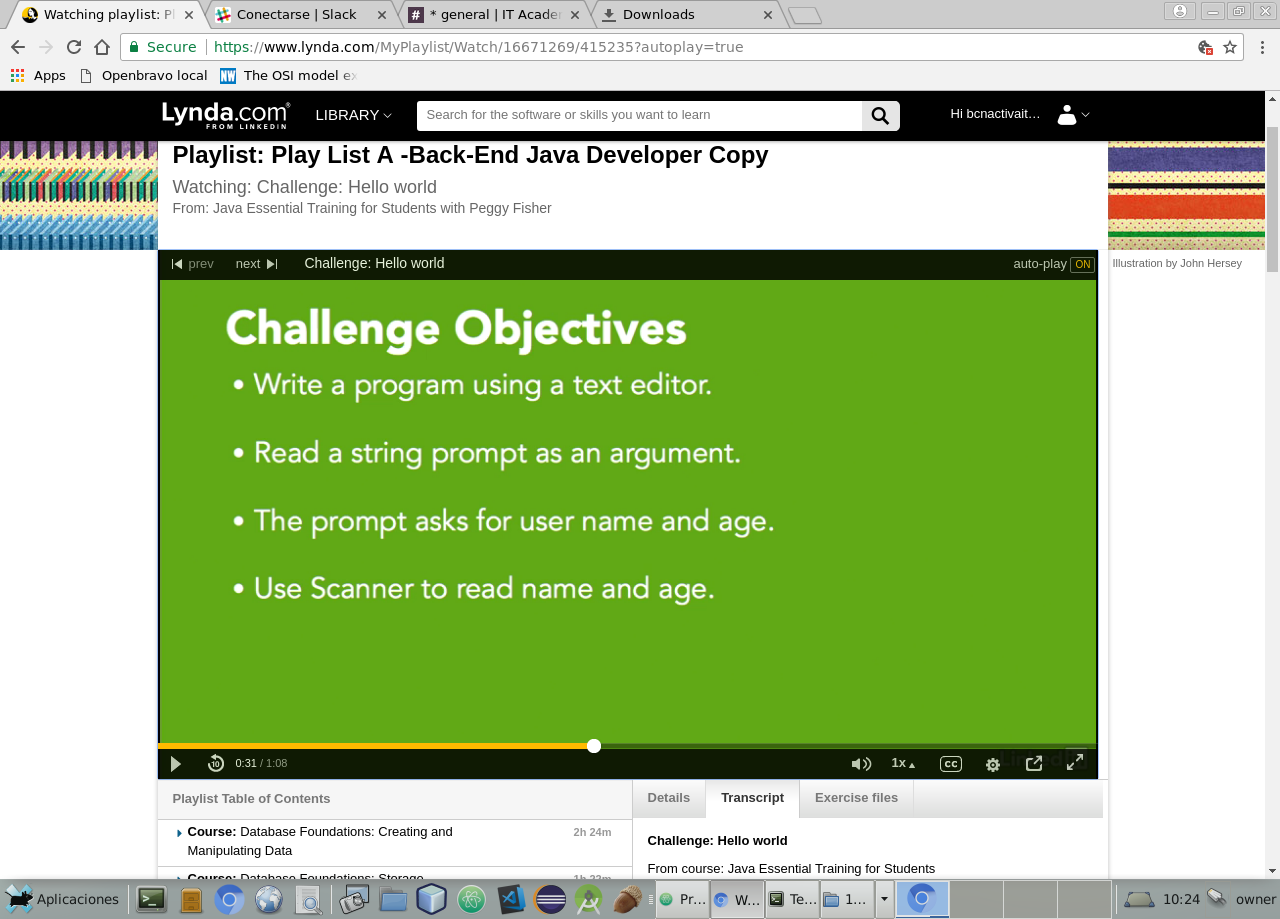 Watching playlist: Pl
Conectarse | Slack
* general | IT Acader
Downloads
Secure
https://www.lynda.com/MyPlaylist/Watch/16671269/415235?autoplay=true
Apps
Openbravo local
NW
The OSI model ex
Lynda.com
FROM LINKEDIN
LIBRARY
Search for the software or skills you want to learn
Hi bcnactivait…
Playlist: Play List A -Back-End Java Developer Copy
Watching: Challenge: Hello world
From: Java Essential Training for Students with Peggy Fisher
prev
next
Challenge: Hello world
auto-play ON
Illustration by John Hersey
Challenge Objectives
• Write a program using a text editor.
• Read a string prompt as an argument.
• The prompt asks for user name and age.
• Use Scanner to read name and age.
10
0:31 / 1:08
1x
cc
Playlist Table of Contents
Details
Transcript
Exercise files
Course: Database Foundations: Creating and
Manipulating Data
2h 24m
Challenge: Hello world
From course: Java Essential Training for Students
Course: Database Foundations: Storage
1h 22m
Aplicaciones
Pr...
W...
Te...
1...
10:24
owner